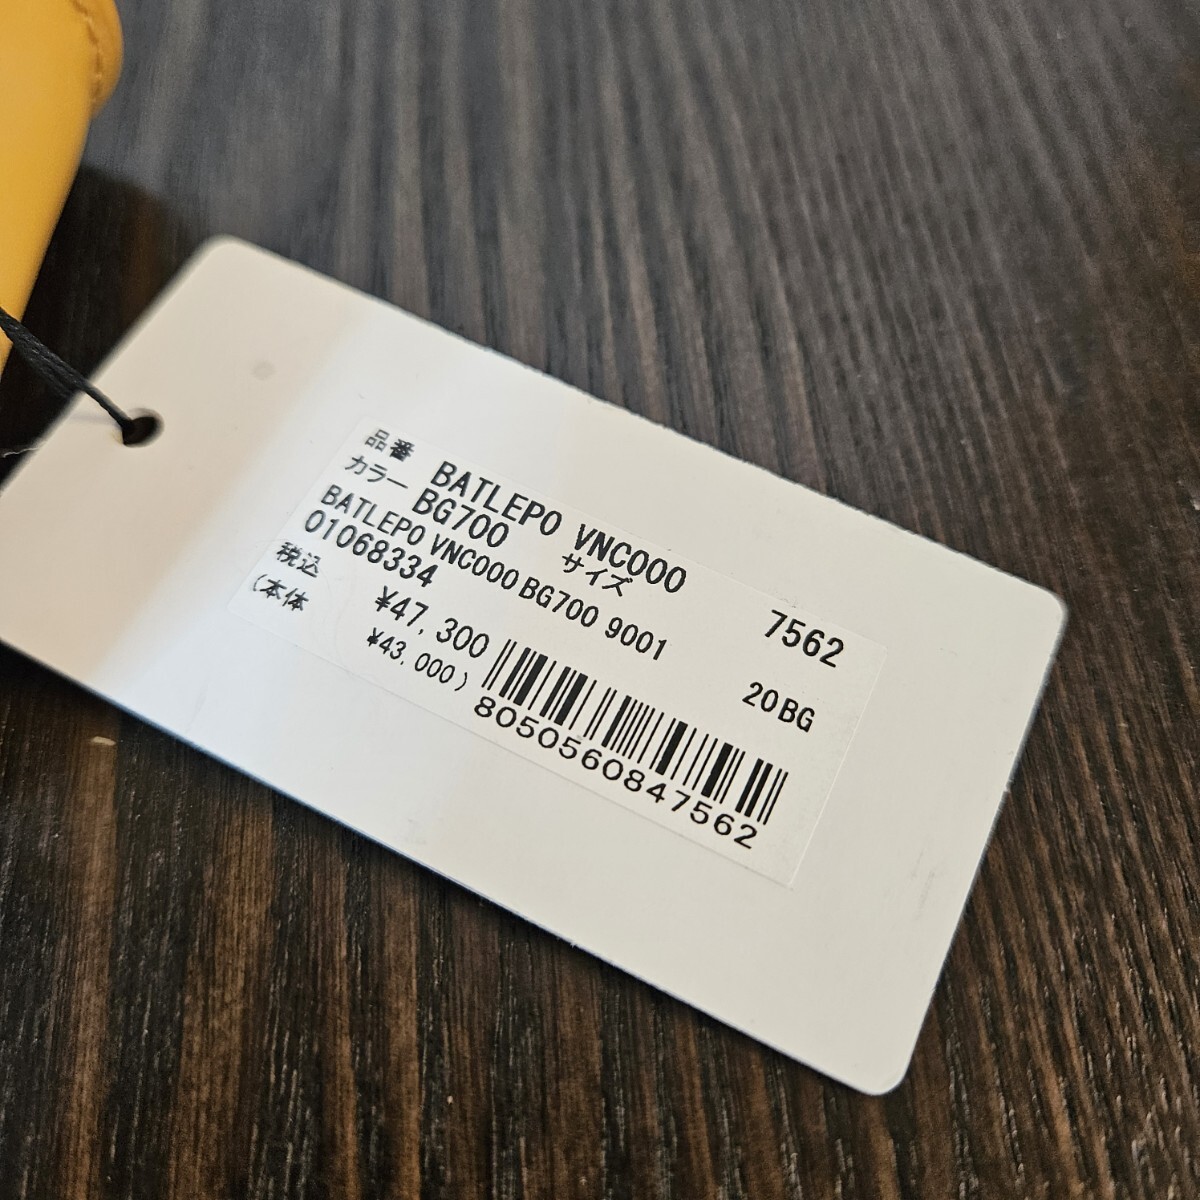 品番 BATLEPO VNC000 7562
カラー BG700 サイズ
BATLEPO VNC000 BG700 9001 20BG
01068334
税込 ¥47,300
(本体 ¥43,000)
8050560847562